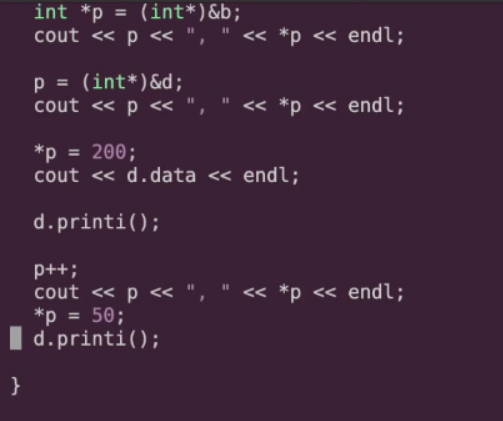 int *p = (int*)&b;
cout << p << ", " << *p << endl;
p = (int*)&d;
cout << p << ", " << *p << endl;
*p = 200;
cout << d.data << endl;
d.printi();
p++;
cout << p << ", " << *p << endl;
*p = 50;
d.printi();
}